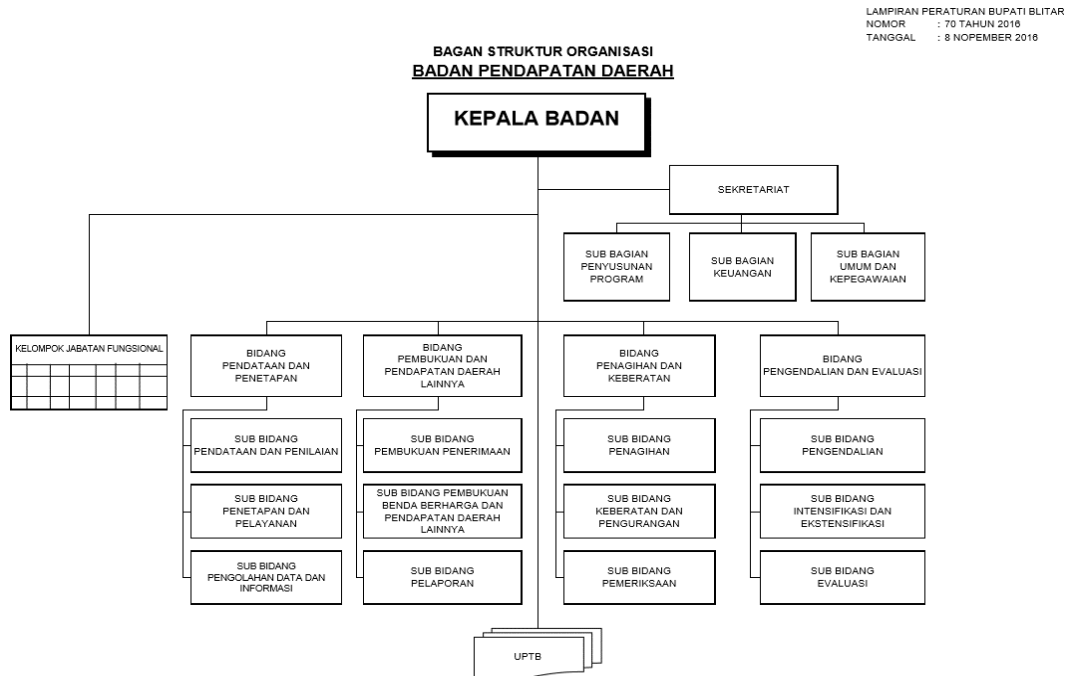 LAMPIRAN PERATURAN BUPATI BLITAR
NOMOR : 70 TAHUN 2016
TANGGAL : 8 NOPEMBER 2016
BAGAN STRUKTUR ORGANISASI
BADAN PENDAPATAN DAERAH
KEPALA BADAN
SEKRETARIAT
SUB BAGIAN
PENYUSUNAN
PROGRAM
SUB BAGIAN
KEUANGAN
SUB BAGIAN
UMUM DAN
KEPEGAWAIAN
KELOMPOK JABATAN FUNGSIONAL
BIDANG
PENDATAAN DAN
PENETAPAN
BIDANG
PEMBUKUAN DAN
PENDAPATAN DAERAH
LAINNYA
BIDANG
PENAGIHAN DAN
KEBERATAN
BIDANG
PENGENDALIAN DAN EVALUASI
SUB BIDANG
PENDATAAN DAN PENILAIAN
SUB BIDANG
PEMBUKUAN PENERIMAAN
SUB BIDANG
PENAGIHAN
SUB BIDANG
PENGENDALIAN
SUB BIDANG
PENETAPAN DAN
PELAYANAN
SUB BIDANG PEMBUKUAN
BENDA BERHARGA DAN
PENDAPATAN DAERAH
LAINNYA
SUB BIDANG
KEBERATAN DAN
PENGURANGAN
SUB BIDANG
INTENSIFIKASI DAN
EKSTENSIFIKASI
SUB BIDANG
PENGOLAHAN DATA DAN
INFORMASI
SUB BIDANG
PELAPORAN
SUB BIDANG
PEMERIKSAAN
SUB BIDANG
EVALUASI
UPTB